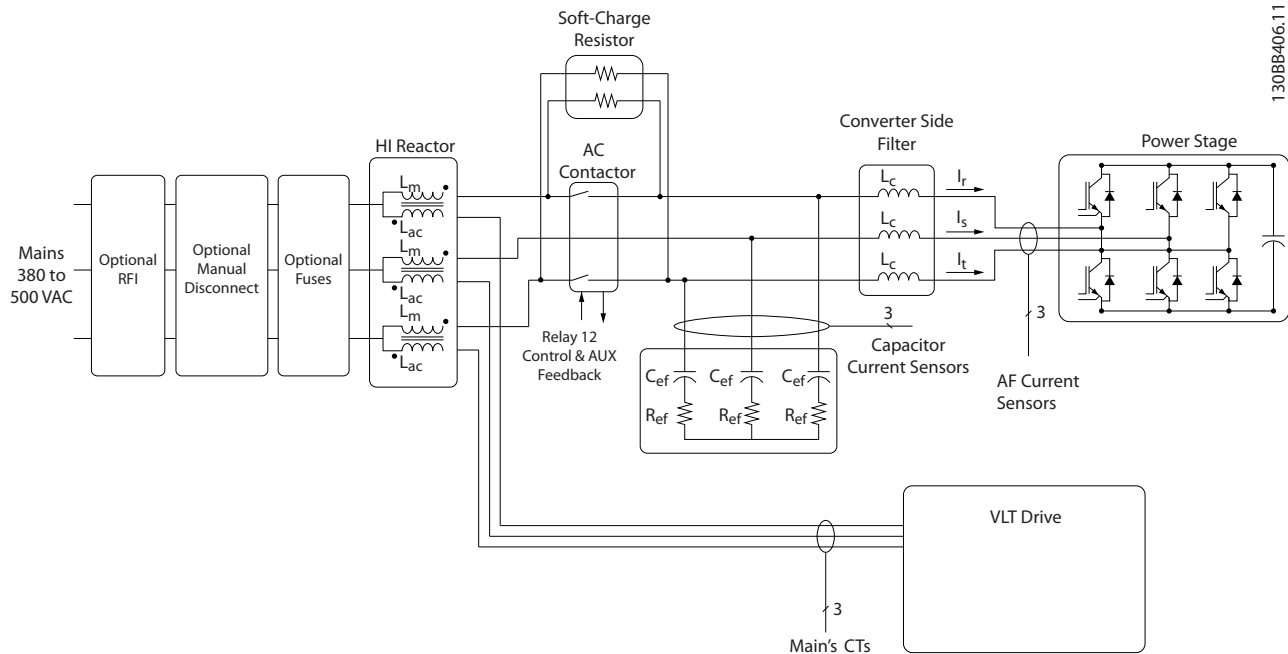 130BB406.11
Soft-Charge
Resistor
Converter Side
Filter
Power Stage
HI Reactor
AC
Contactor
Lm
Lac
Lm
Lac
Lm
Lac
Lc
Lc
Lc
Ir
Is
It
Mains
380 to
500 VAC
Optional
RFI
Optional
Manual
Disconnect
Optional
Fuses
Relay 12
Control & AUX
Feedback
3
Capacitor
Current Sensors
3
AF Current
Sensors
Cef
Cef
Cef
Ref
Ref
Ref
VLT Drive
3
Main's CTs